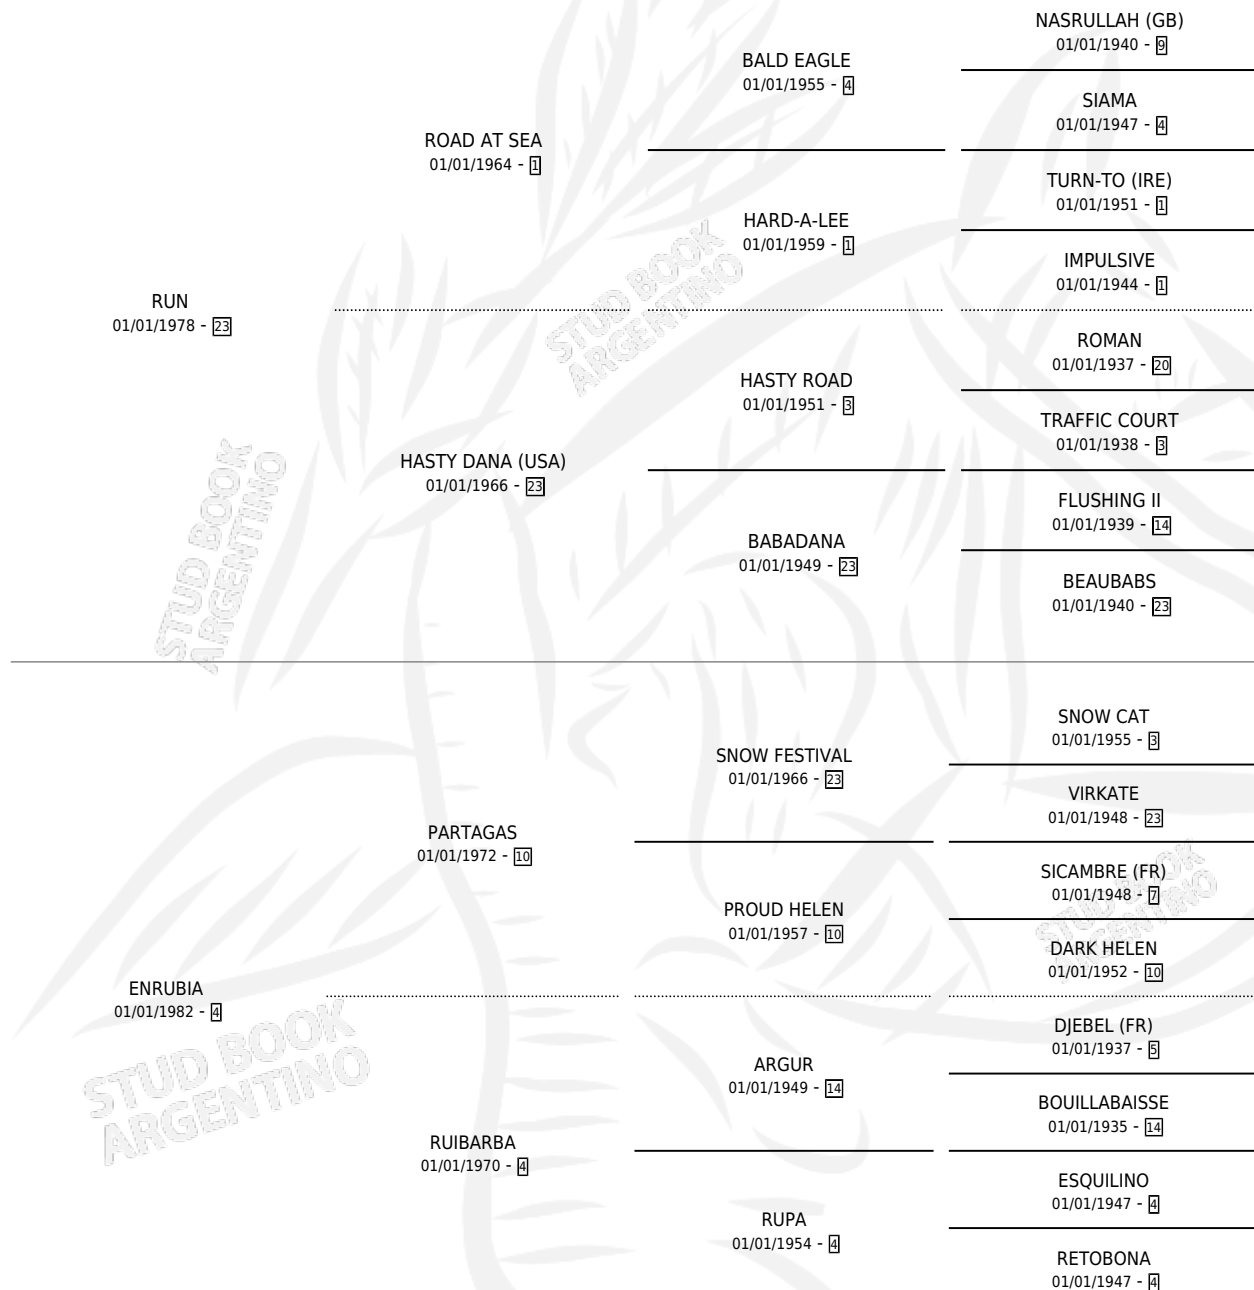 NASRULLAH (GB)
01/01/1940 - 9
BALD EAGLE
01/01/1955 - 4
SIAMA
01/01/1947 - 4
ROAD AT SEA
01/01/1964 - 1
TURN-TO (IRE)
01/01/1951 - 1
HARD-A-LEE
01/01/1959 - 1
IMPULSIVE
01/01/1944 - 1
RUN
01/01/1978 - 23
ROMAN
01/01/1937 - 20
HASTY ROAD
01/01/1951 - 3
TRAFFIC COURT
01/01/1938 - 3
HASTY DANA (USA)
01/01/1966 - 23
FLUSHING II
01/01/1939 - 14
BABADANA
01/01/1949 - 23
BEAUBABS
01/01/1940 - 23
SNOW CAT
01/01/1955 - 3
SNOW FESTIVAL
01/01/1966 - 23
VIRKATE
01/01/1948 - 23
PARTAGAS
01/01/1972 - 10
SICAMBRE (FR)
01/01/1948 - 7
PROUD HELEN
01/01/1957 - 10
DARK HELEN
01/01/1952 - 10
ENRUBIA
01/01/1982 - 4
DJEBEL (FR)
01/01/1937 - 5
ARGUR
01/01/1949 - 14
BOUILLABAISSE
01/01/1935 - 14
RUIBARBA
01/01/1970 - 4
ESQUILINO
01/01/1947 - 4
RUPA
01/01/1954 - 4
RETOBONA
01/01/1947 - 4
STUD BOOK
ARGENTINO
STUD BOOK
ARGENTINO
STUD BOOK
ARGENTINO
STUD BOOK
ARGENTINO